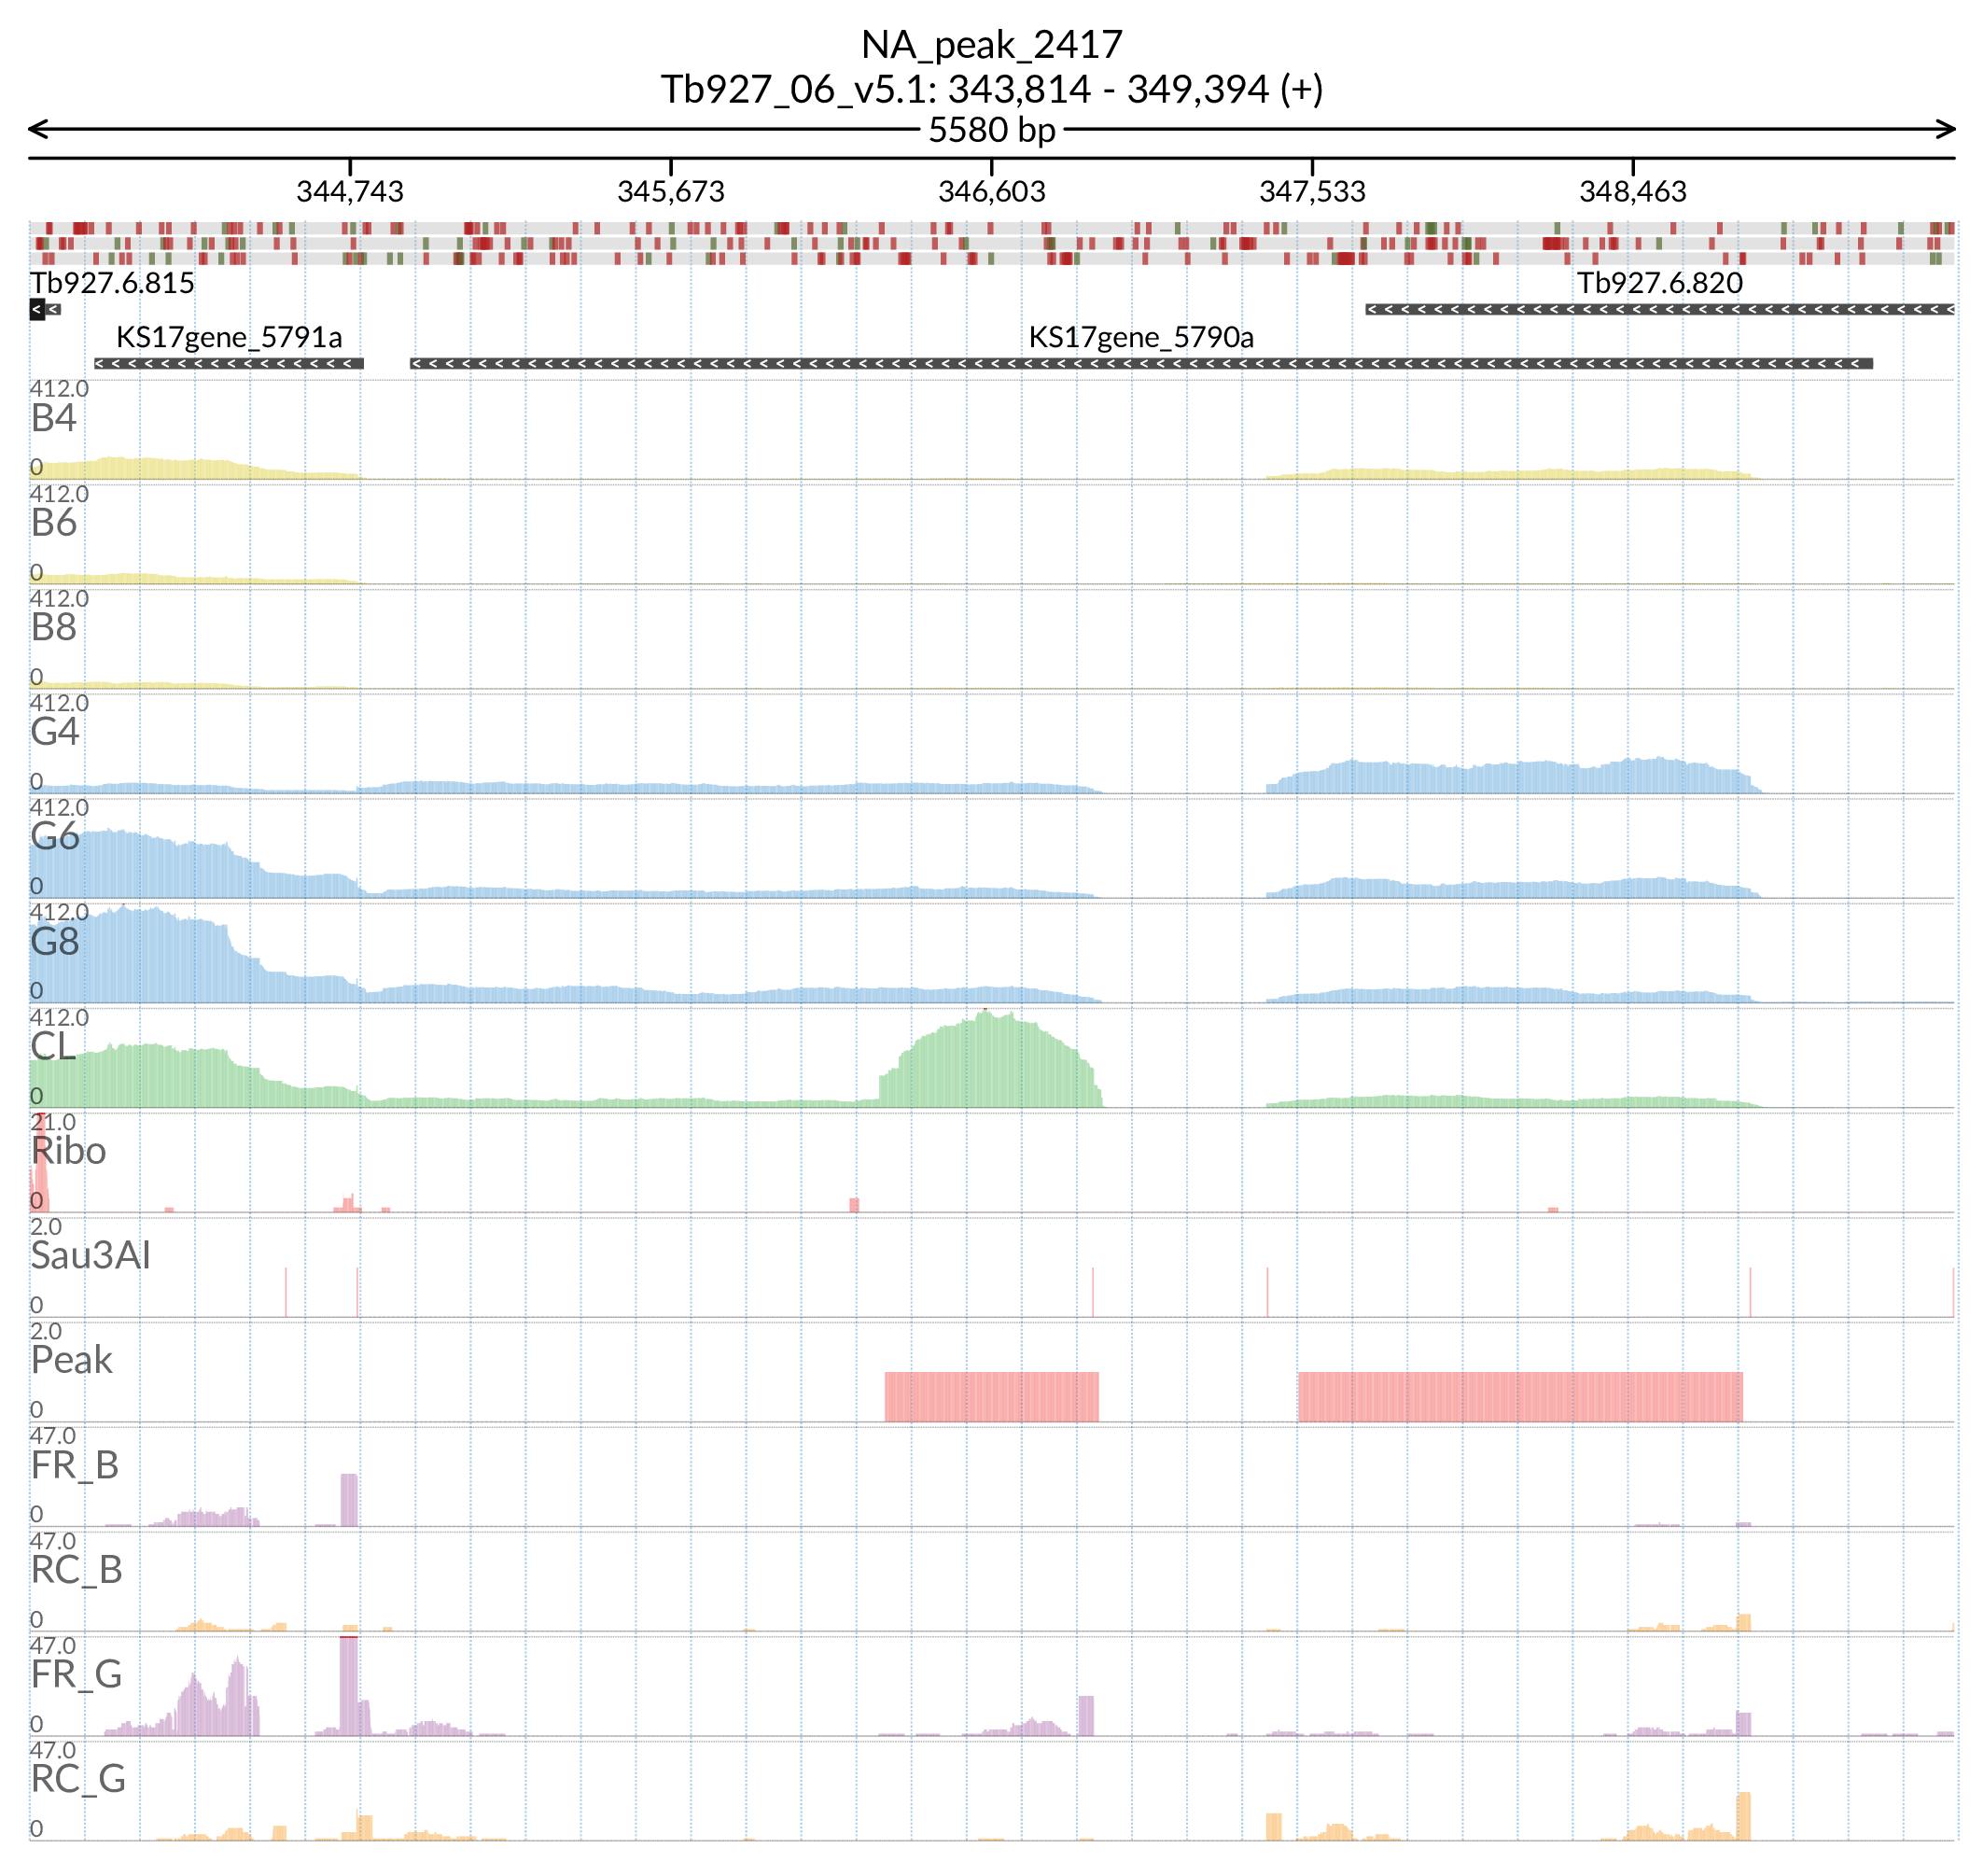 NA_peak_2417
Tb927_06_v5.1: 343,814 - 349,394 (+)
5580 bp
344,743 345,673 346,603 347,533 348,463
Tb927.6.815 Tb927.6.820
KS17gene_5791a KS17gene_5790a
412.0
B4
0
412.0
B6
0
412.0
B8
0
412.0
G4
0
412.0
G6
0
412.0
G8
0
412.0
CL
0
21.0
Ribo
0
2.0
Sau3AI
0
2.0
Peak
0
47.0
FR_B
0
47.0
RC_B
0
47.0
FR_G
0
47.0
RC_G
0